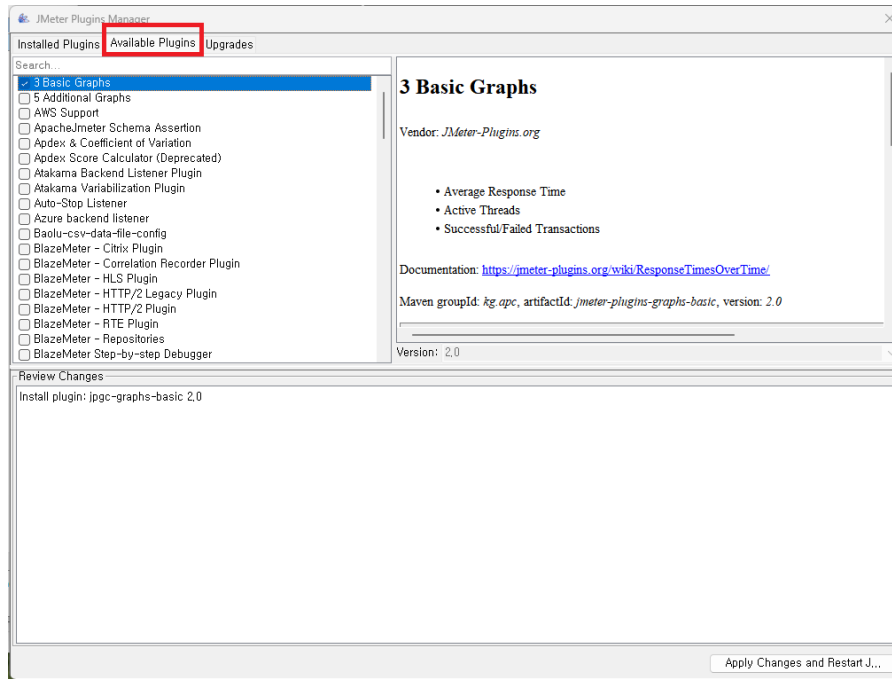 JMeter Plugins Manager
Installed Plugins Available Plugins Upgrades
Search...
3 Basic Graphs
5 Additional Graphs
AWS Support
ApacheJmeter Schema Assertion
Apdex & Coefficient of Variation
Apdex Score Calculator (Deprecated)
Atakama Backend Listener Plugin
Atakama Variabilization Plugin
Auto-Stop Listener
Azure backend listener
Baolu-csv-data-file-config
BlazeMeter - Citrix Plugin
BlazeMeter - Correlation Recorder Plugin
BlazeMeter - HLS Plugin
BlazeMeter - HTTP/2 Legacy Plugin
BlazeMeter - HTTP/2 Plugin
BlazeMeter - RTE Plugin
BlazeMeter - Repositories
BlazeMeter Step-by-step Debugger
3 Basic Graphs
Vendor: JMeter-Plugins.org
• Average Response Time
• Active Threads
• Successful/Failed Transactions
Documentation: https://jmeter-plugins.org/wiki/ResponseTimesOverTime/
Maven groupId: kg.apc, artifactId: jmeter-plugins-graphs-basic, version: 2.0
Version: 2.0
Review Changes
Install plugin: jpgc-graphs-basic 2.0
Apply Changes and Restart J...